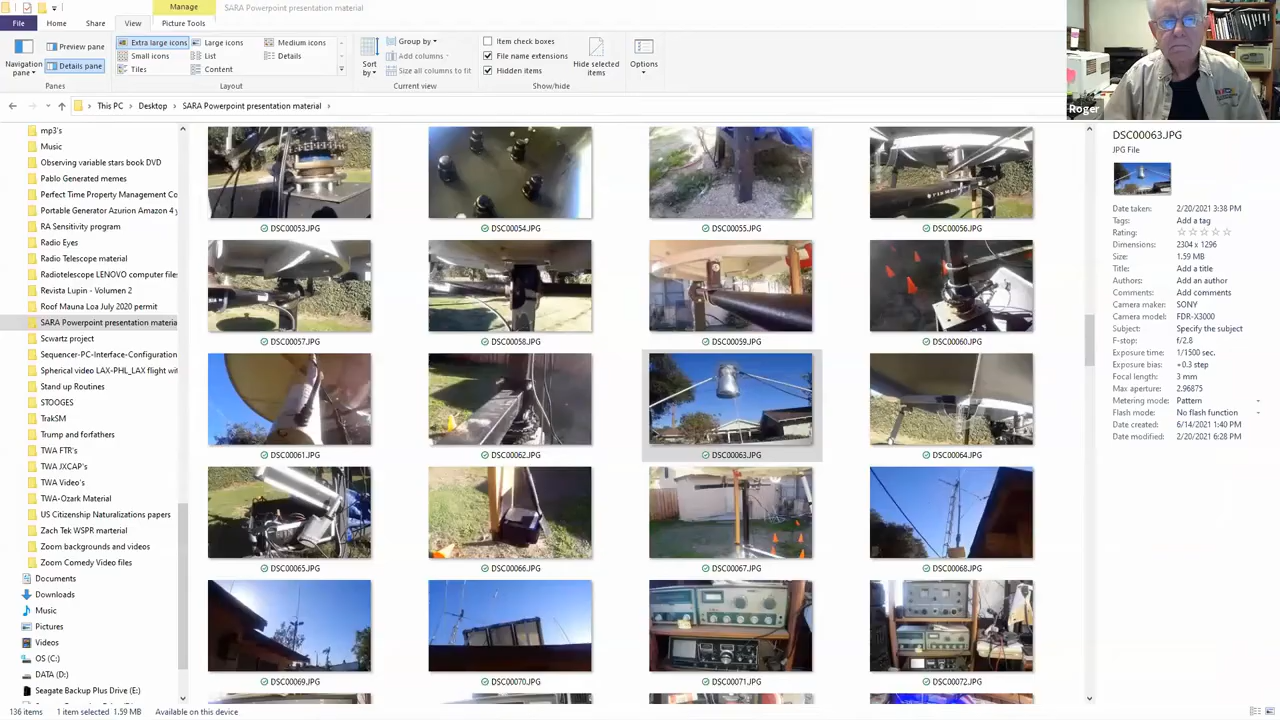 Manage
SARA Powerpoint presentation material
File
Home
Share
View
Picture Tools
Navigation pane
Preview pane
Details pane
Panes
Extra large icons
Large icons
Medium icons
Small icons
List
Details
Tiles
Content
Layout
Sort by
Group by
Add columns
Size all columns to fit
Current view
Item check boxes
File name extensions
Hidden items
Hide selected items
Show/hide
Options
This PC
Desktop
SARA Powerpoint presentation material
Roger
mp3's
Music
Observing variable stars book DVD
Pablo Generated memes
Perfect Time Property Management Co
Portable Generator Azurion Amazon 4 y
RA Sensitivity program
Radio Eyes
Radio Telescope material
Radiotelescope LENOVO computer files
Revista Lupin - Volumen 2
Roof Mauna Loa July 2020 permit
SARA Powerpoint presentation materia
Scwartz project
Sequencer-PC-Interface-Configuration
Spherical video LAX-PHL_LAX flight wi
Stand up Routines
STOOGES
TrakSM
Trump and forfathers
TWA FTR's
TWA JXCAP's
TWA Video's
TWA-Ozark Material
US Citizenship Naturalizations papers
Zach Tek WSPR marterial
Zoom backgrounds and videos
Zoom Comedy Video files
Documents
Downloads
Music
Pictures
Videos
OS (C:)
DATA (D:)
Seagate Backup Plus Drive (E:)
DSC00053.JPG
DSC00054.JPG
DSC00055.JPG
DSC00056.JPG
DSC00057.JPG
DSC00058.JPG
DSC00059.JPG
DSC00060.JPG
DSC00061.JPG
DSC00062.JPG
DSC00063.JPG
DSC00064.JPG
DSC00065.JPG
DSC00066.JPG
DSC00067.JPG
DSC00068.JPG
DSC00069.JPG
DSC00070.JPG
DSC00071.JPG
DSC00072.JPG
DSC00063.JPG
JPG File
Date taken: 2/20/2021 3:38 PM
Tags: Add a tag
Rating:
Dimensions: 2304 x 1296
Size: 1.59 MB
Title: Add a title
Authors: Add an author
Comments: Add comments
Camera maker: SONY
Camera model: FDR-X3000
Subject: Specify the subject
F-stop: f/2.8
Exposure time: 1/1500 sec.
Exposure bias: +0.3 step
Focal length: 3 mm
Max aperture: 2.96875
Metering mode: Pattern
Flash mode: No flash function
Date created: 6/14/2021 1:40 PM
Date modified: 2/20/2021 6:28 PM
136 items
1 item selected 1.59 MB
Available on this device